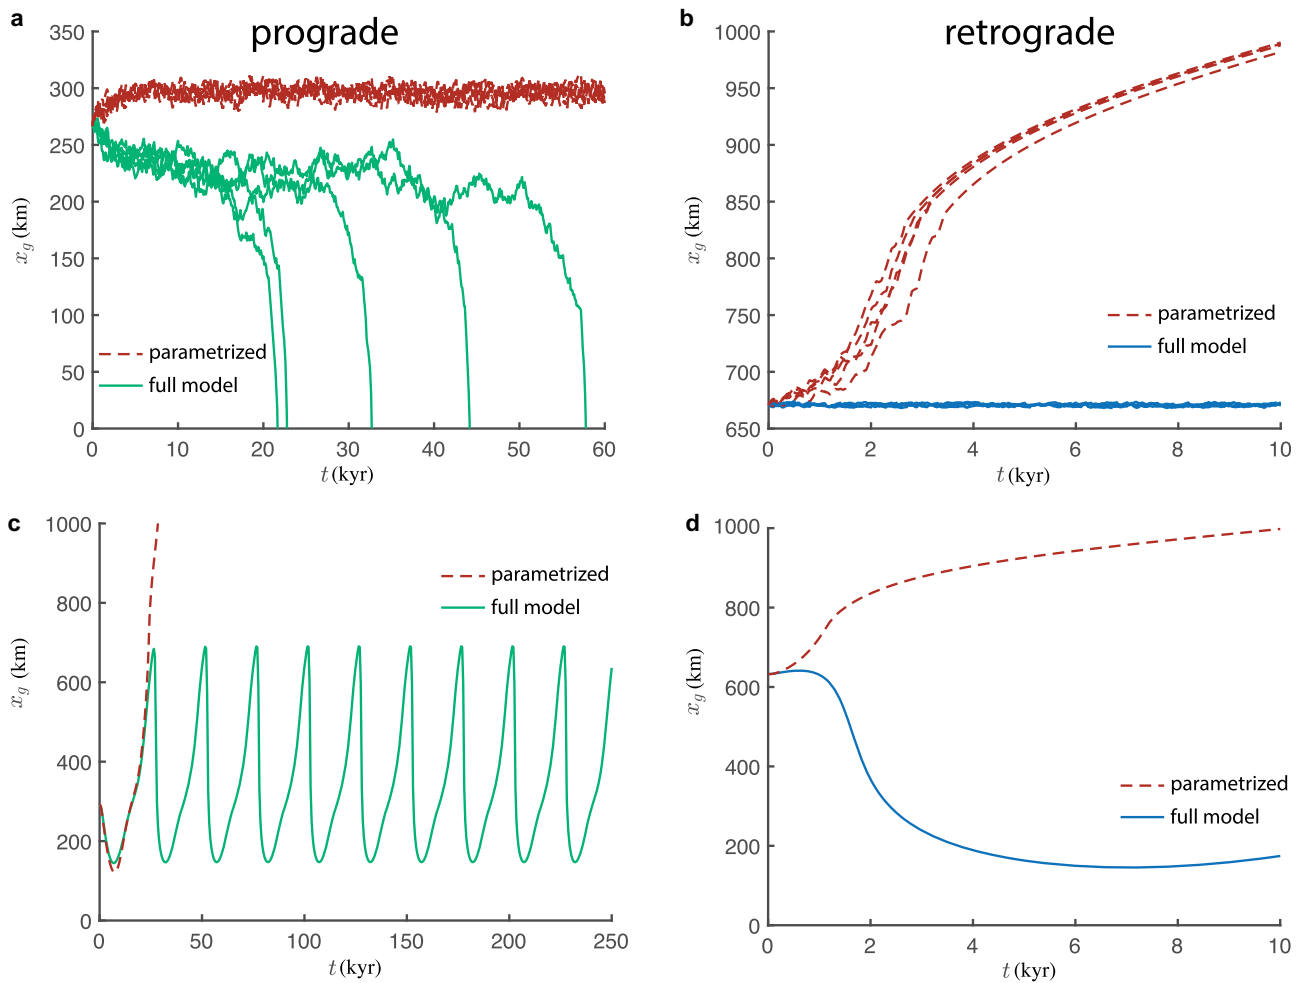 a
prograde
350
300
250
200
150
100
50
0
x_g (km)
parametrized
full model
0 10 20 30 40 50 60
t (kyr)
b
retrograde
1000
950
900
850
800
750
700
650
x_g (km)
parametrized
full model
0 2 4 6 8 10
t (kyr)
c
1000
800
600
400
200
0
x_g (km)
parametrized
full model
0 50 100 150 200 250
t (kyr)
d
1000
800
600
400
200
0
x_g (km)
parametrized
full model
0 2 4 6 8 10
t (kyr)